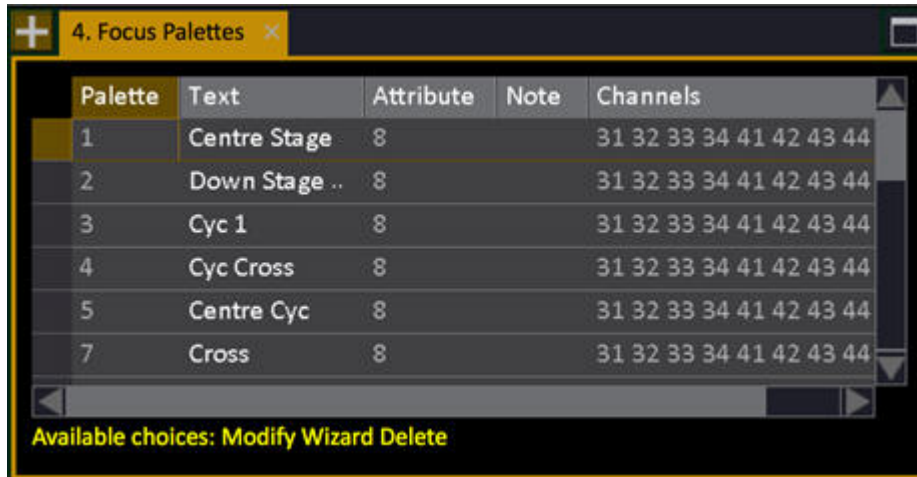 4. Focus Palettes
Palette Text Attribute Note Channels
1 Centre Stage 8 31 32 33 34 41 42 43 44
2 Down Stage .. 8 31 32 33 34 41 42 43 44
3 Cyc 1 8 31 32 33 34 41 42 43 44
4 Cyc Cross 8 31 32 33 34 41 42 43 44
5 Centre Cyc 8 31 32 33 34 41 42 43 44
7 Cross 8 31 32 33 34 41 42 43 44
Available choices: Modify Wizard Delete